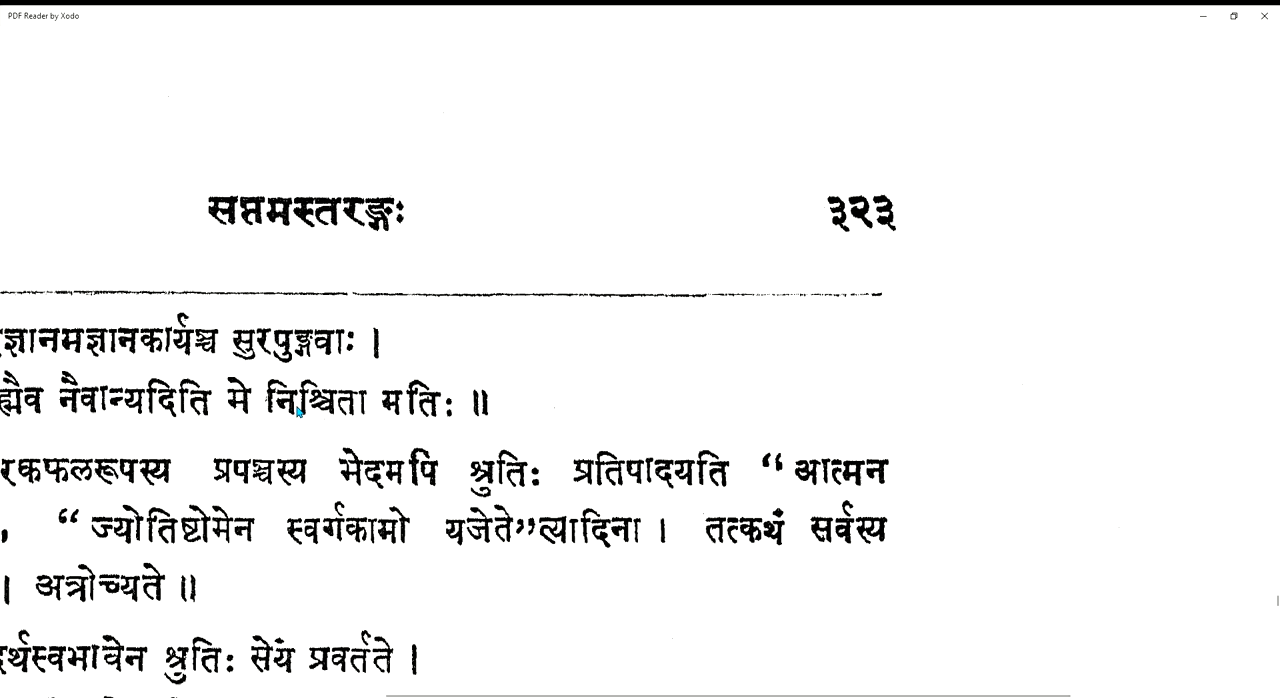 PDF Reader by Xodo
सप्तमस्तरङ्गः ३२३
ज्ञानमज्ञानकार्यञ्च सुरपुङ्गवाः ।
ह्मैव नैवान्यदिति मे निश्चिता मतिः ॥
रकफलरूपस्य प्रपञ्चस्य भेदमपि श्रुतिः प्रतिपादयति “आत्मन
, “ज्योतिष्टोमेन स्वर्गकामो यजेते”त्यादिना । तत्कथं सर्वस्य
। अत्रोच्यते ॥
र्थस्वभावेन श्रुतिः सेयं प्रवर्तते ।